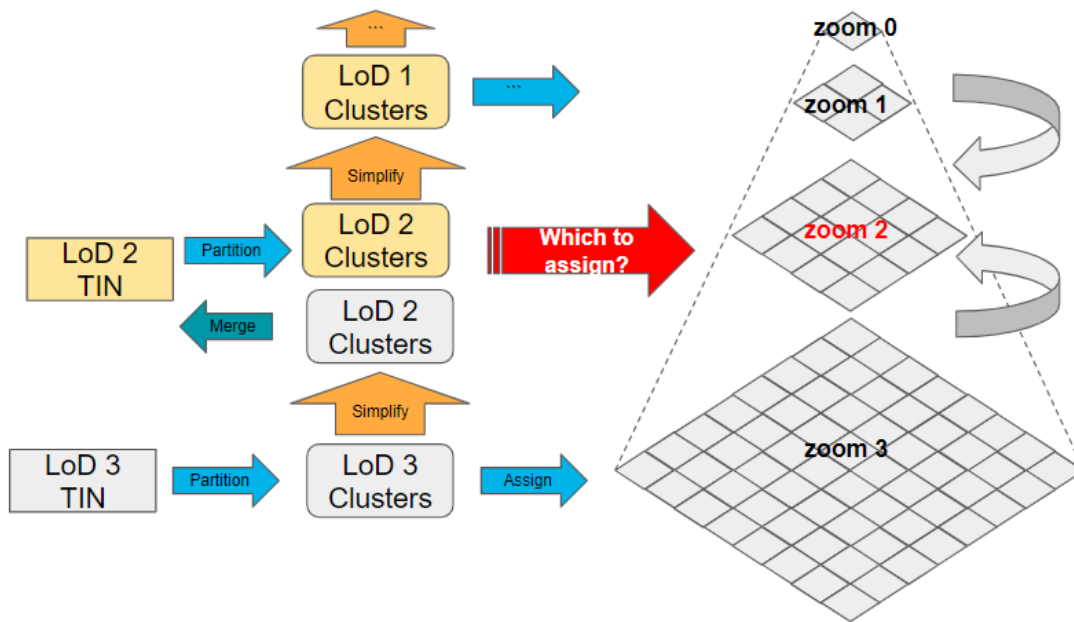 ```
LoD 1
Clusters
```
Simplify
LoD 2
TIN
Partition
LoD 2
Clusters
Merge
LoD 2
Clusters
Simplify
LoD 3
TIN
Partition
LoD 3
Clusters
Assign
Which to
assign?
zoom 0
zoom 1
zoom 2
zoom 3